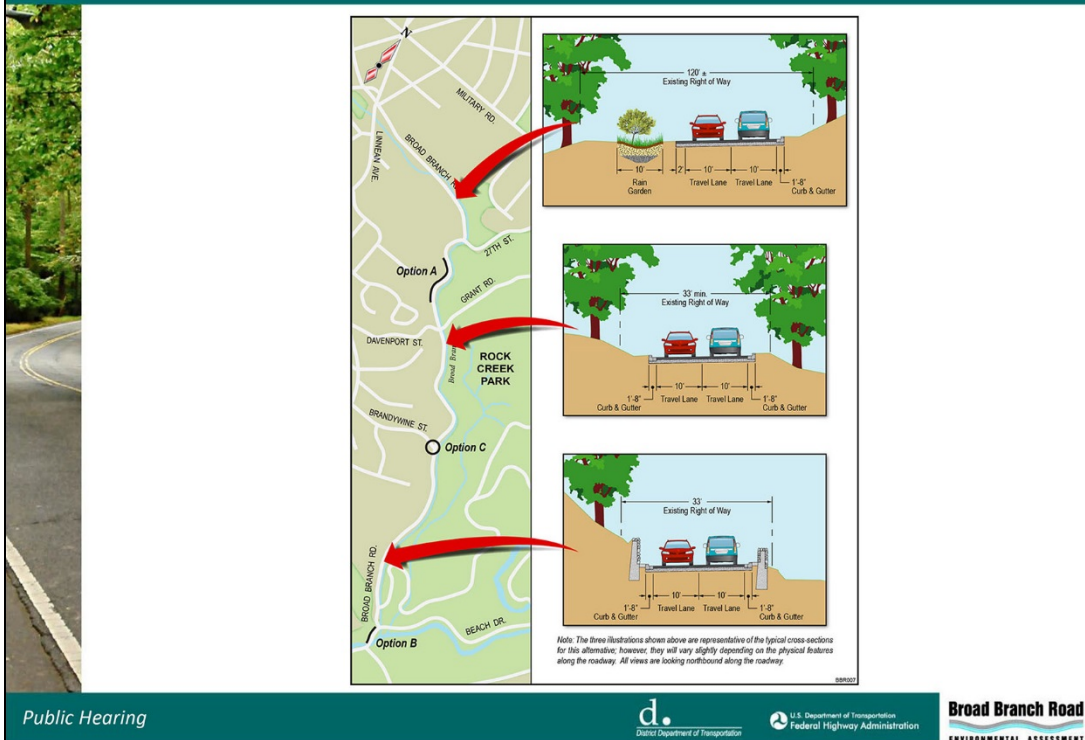 N
MILITARY RD.
BROAD BRANCH RD.
LINNEAN AVE.
27TH ST.
Option A
GRANT RD.
DAVENPORT ST.
Broad Bran
ROCK
CREEK
PARK
BRANDYWINE ST.
Option C
BROAD BRANCH RD.
BEACH DR.
Option B
120' ±
Existing Right of Way
10' 2' 10' 10'
Rain
Garden
Travel Lane Travel Lane
1'-8"
Curb & Gutter
33' min.
Existing Right of Way
10' 10'
1'-8" Travel Lane Travel Lane 1'-8"
Curb & Gutter Curb & Gutter
33'
Existing Right of Way
10' 10'
1'-8" Travel Lane Travel Lane 1'-8"
Curb & Gutter Curb & Gutter
Note: The three illustrations shown above are representative of the typical cross-sections
for this alternative; however, they will vary slightly depending on the physical features
along the roadway. All views are looking northbound along the roadway.
BBR007
Public Hearing
d.
District Department of Transportation
U.S. Department of Transportation
Federal Highway Administration
Broad Branch Road
ENVIRONMENTAL ASSESSMENT